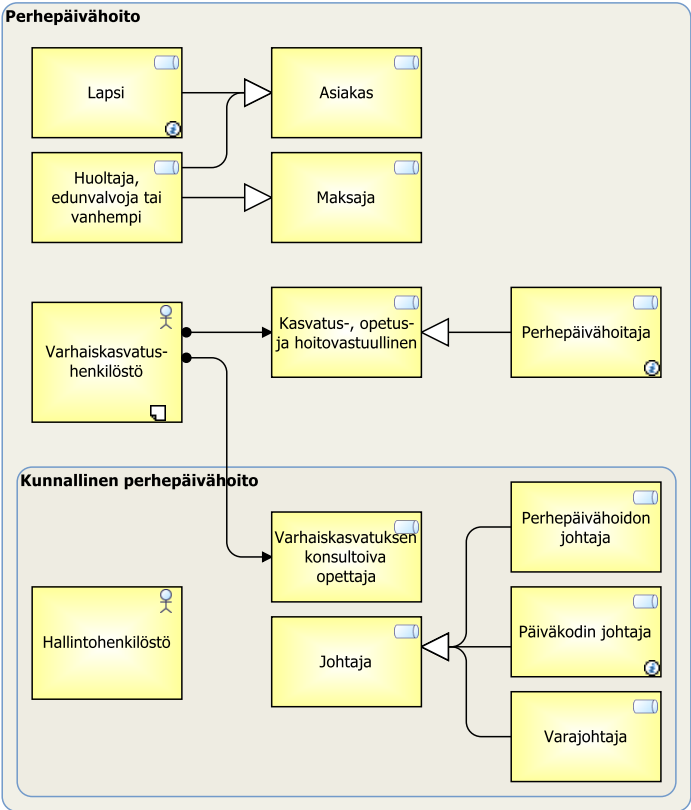 Perhepäivähoito
Lapsi
Asiakas
Huoltaja,
edunvalvoja tai
vanhempi
Maksaja
Varhaiskasvatus-
henkilöstö
Kasvatus-, opetus-
ja hoitovastuullinen
Perhepäivähoitaja
Kunnallinen perhepäivähoito
Varhaiskasvatuksen
konsultoiva
opettaja
Perhepäivähoidon
johtaja
Hallintohenkilöstö
Johtaja
Päiväkodin johtaja
Varajohtaja